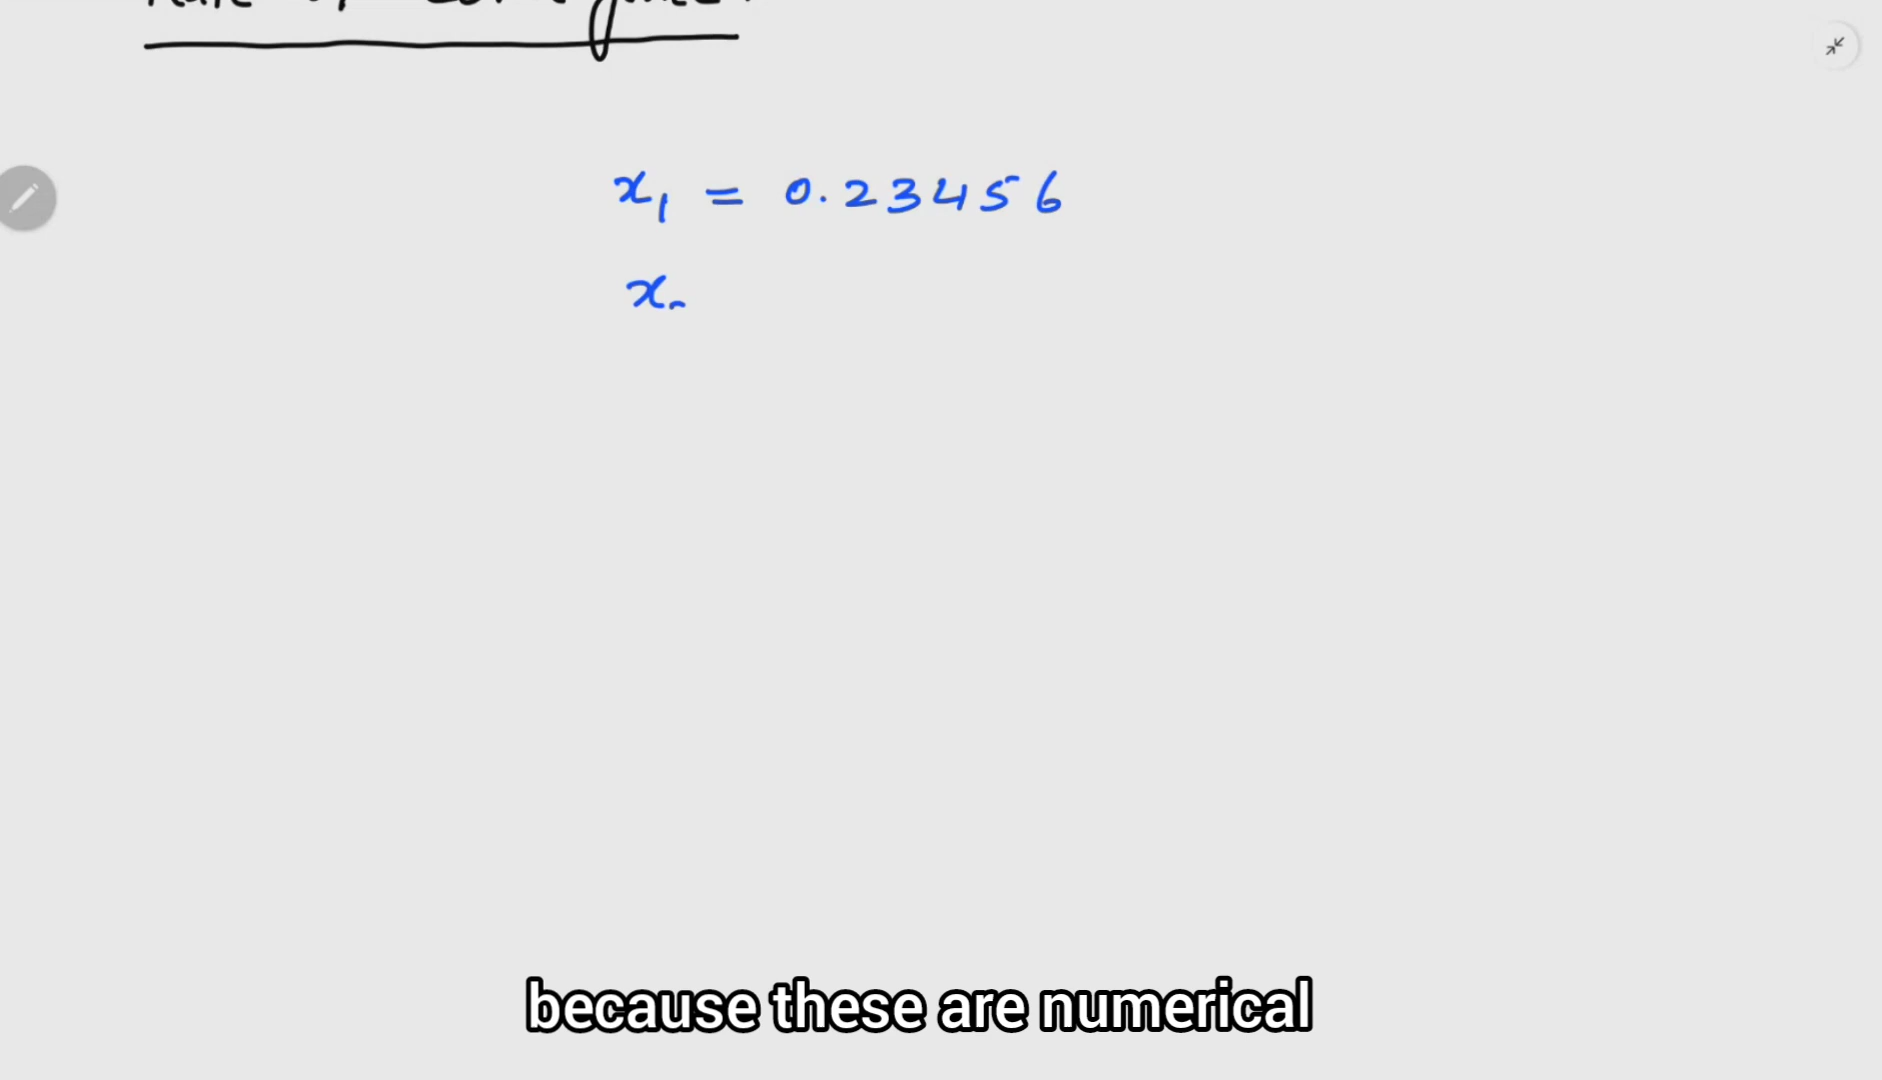 x₁ = 0.23456
x
because these are numerical